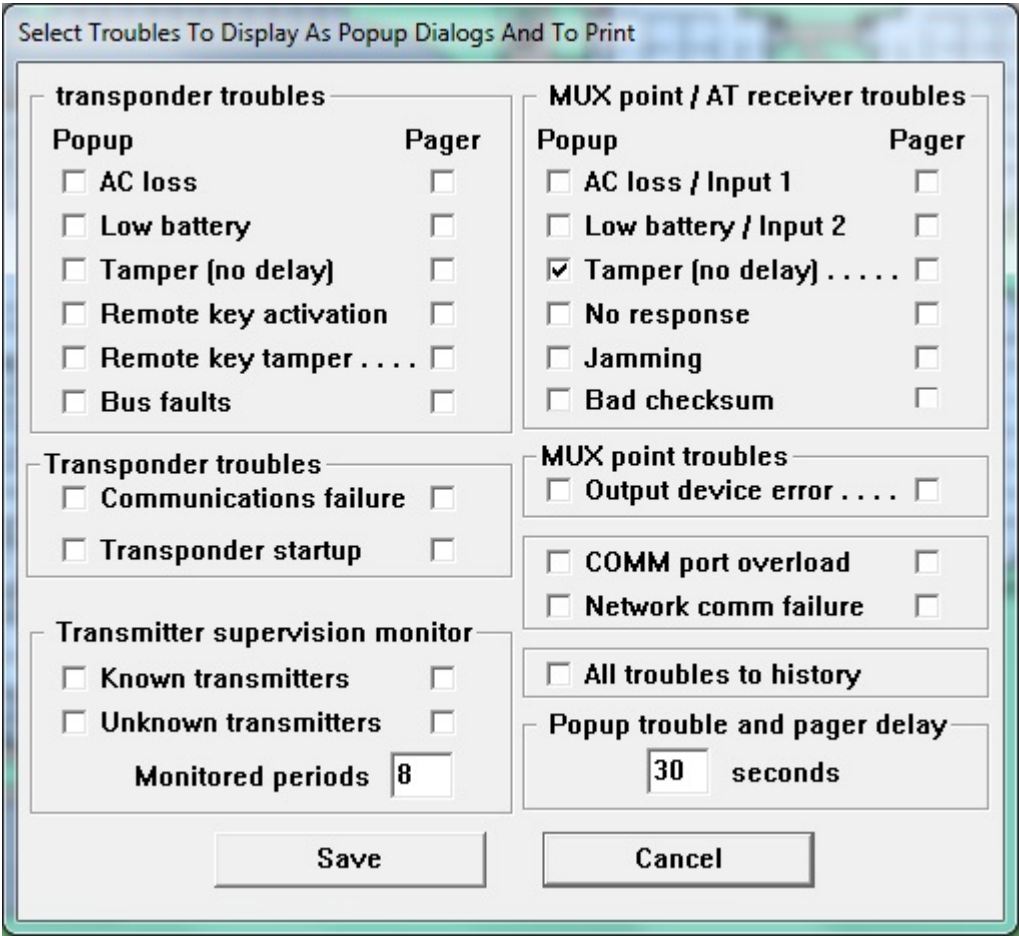 Select Troubles To Display As Popup Dialogs And To Print
transponder troubles
Popup Pager
AC loss
Low battery
Tamper (no delay)
Remote key activation
Remote key tamper . . . .
Bus faults
Transponder troubles
Communications failure
Transponder startup
Transmitter supervision monitor
Known transmitters
Unknown transmitters
Monitored periods 8
MUX point / AT receiver troubles
Popup Pager
AC loss / Input 1
Low battery / Input 2
Tamper (no delay) . . . . .
No response
Jamming
Bad checksum
MUX point troubles
Output device error . . . .
COMM port overload
Network comm failure
All troubles to history
Popup trouble and pager delay
30 seconds
Save
Cancel